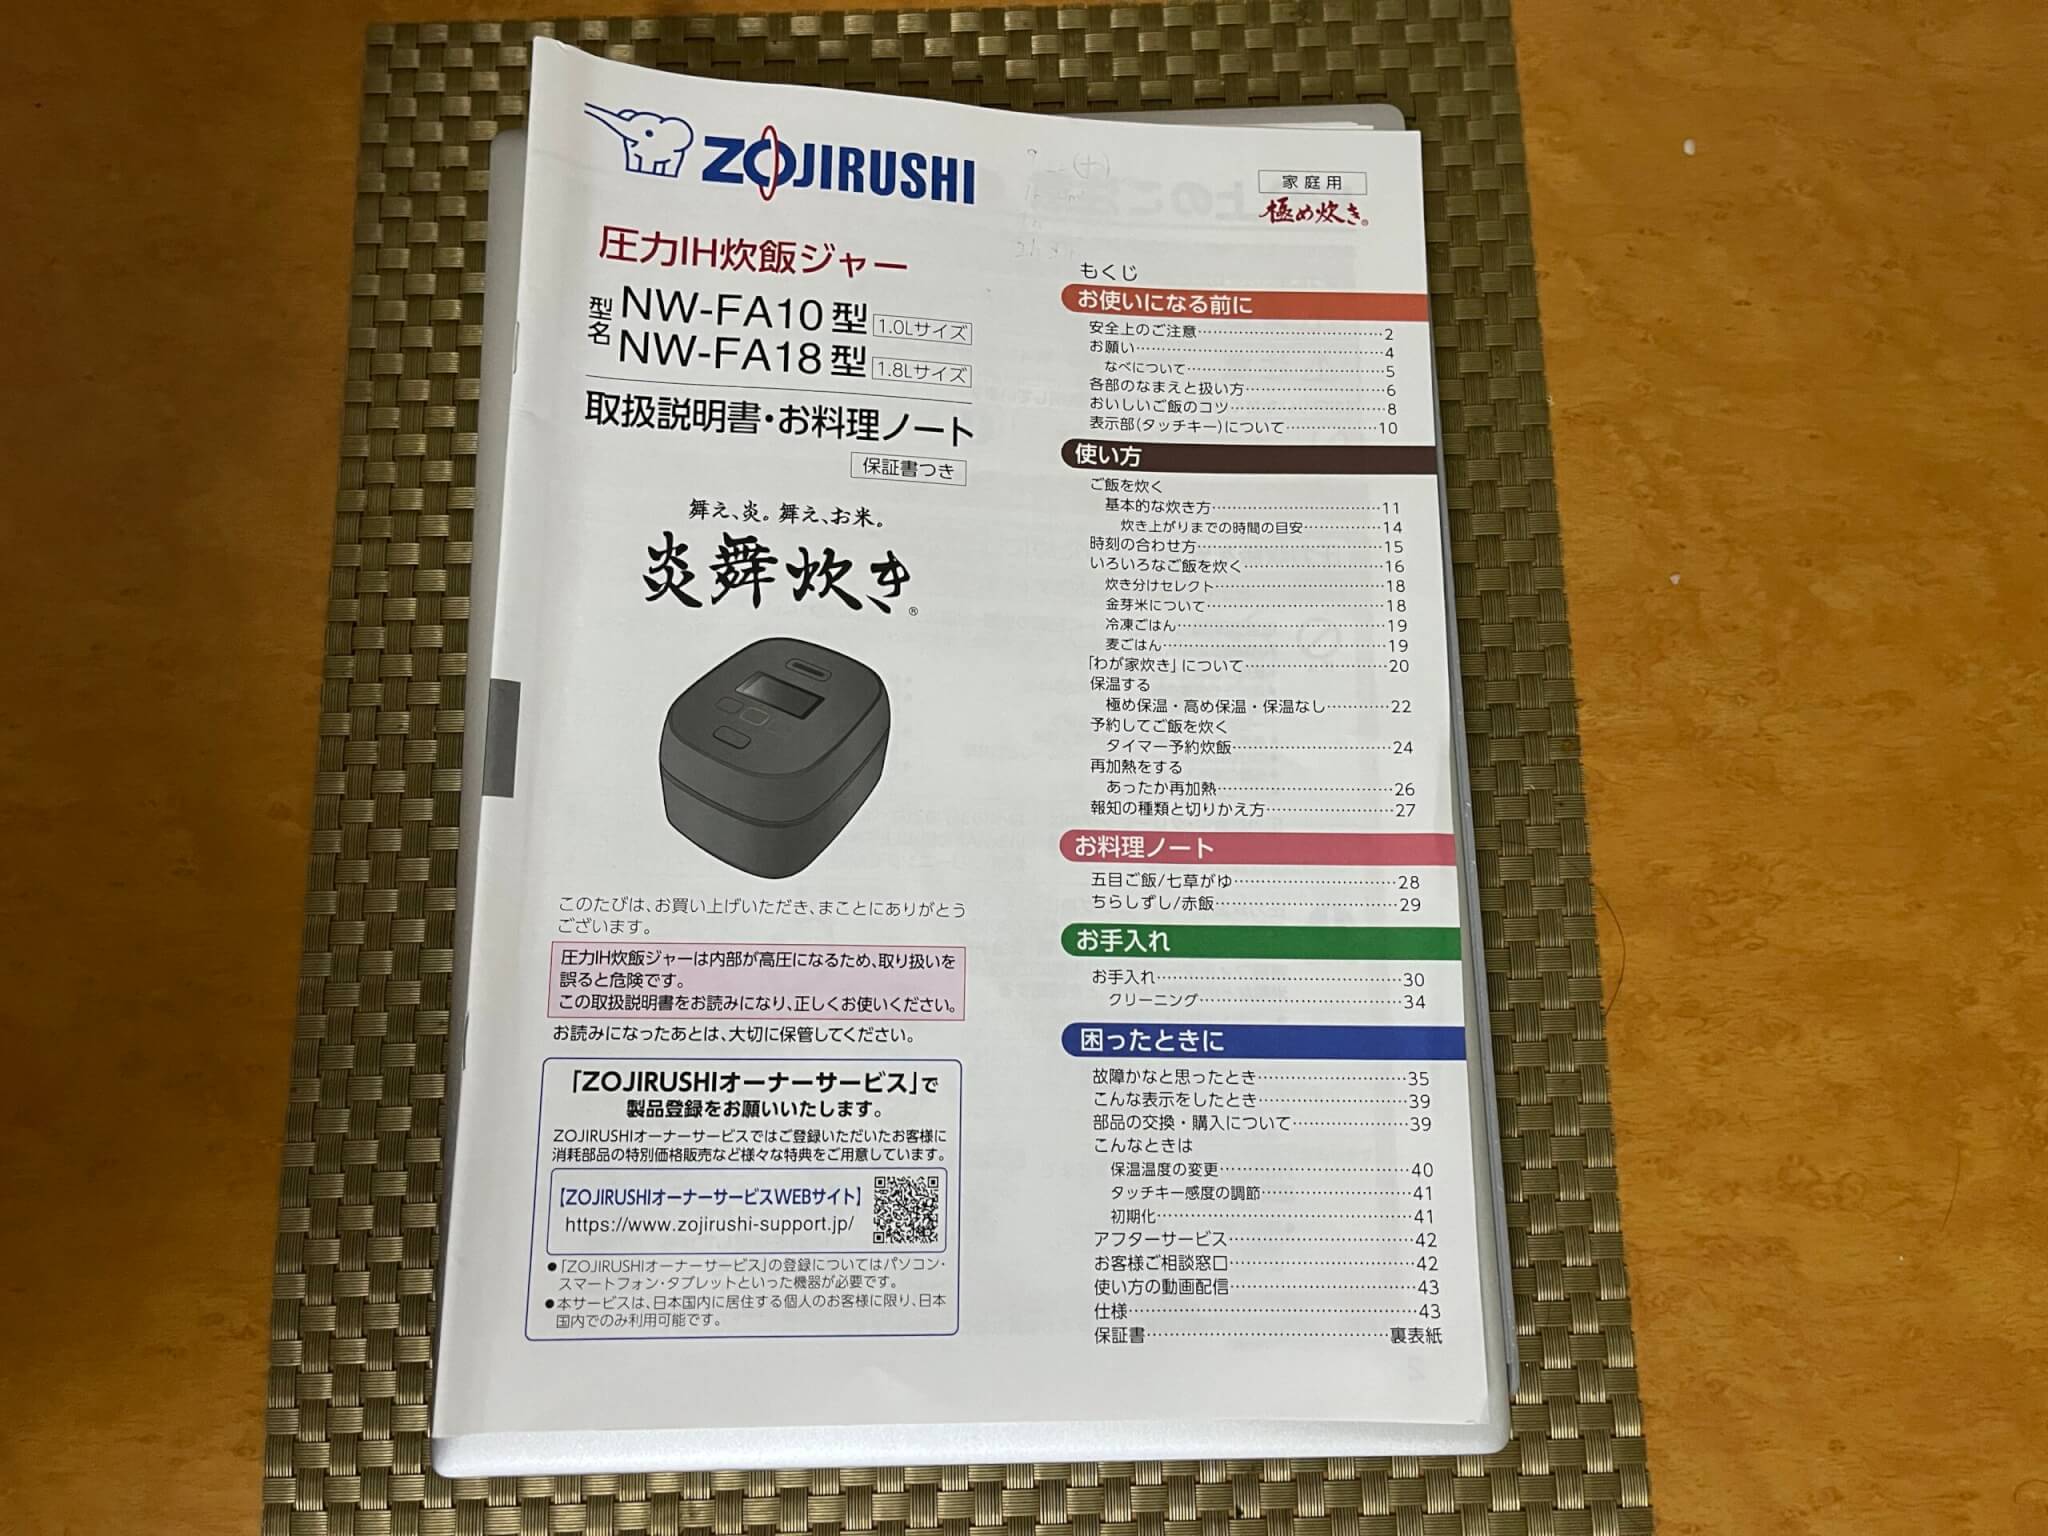 ZOJIRUSHI
家庭用
極め炊き®
圧力IH炊飯ジャー
型名
NW-FA10型 1.0Lサイズ
NW-FA18型 1.8Lサイズ
取扱説明書・お料理ノート
保証書つき
舞え、炎。舞え、お米。
炎舞炊き®
このたびは、お買い上げいただき、まことにありがとう
ございます。
圧力IH炊飯ジャーは内部が高圧になるため、取り扱いを
誤ると危険です。
この取扱説明書をお読みになり、正しくお使いください。
お読みになったあとは、大切に保管してください。
「ZOJIRUSHIオーナーサービス」で
製品登録をお願いいたします。
ZOJIRUSHIオーナーサービスではご登録いただいたお客様に
消耗部品の特別価格販売など様々な特典をご用意しています。
【ZOJIRUSHIオーナーサービスWEBサイト】
https://www.zojirushi-support.jp/
●「ZOJIRUSHIオーナーサービス」の登録についてはパソコン・
スマートフォン・タブレットといった機器が必要です。
●本サービスは、日本国内に居住する個人のお客様に限り、日本
国内でのみ利用可能です。
もくじ
お使いになる前に
安全上のご注意……………………………2
お願い……………………………………4
なべについて……………………………5
各部のなまえと扱い方……………………6
おいしいご飯のコツ………………………8
表示部(タッチキー)について……………10
使い方
ご飯を炊く
基本的な炊き方…………………………11
炊き上がりまでの時間の目安…………14
時刻の合わせ方…………………………15
いろいろなご飯を炊く……………………16
炊き分けセレクト………………………18
金芽米について…………………………18
冷凍ごはん………………………………19
麦ごはん…………………………………19
「わが家炊き」について…………………20
保温する
極め保温・高め保温・保温なし…………22
予約してご飯を炊く
タイマー予約炊飯………………………24
再加熱をする
あったか再加熱…………………………26
報知の種類と切りかえ方…………………27
お料理ノート
五目ご飯/七草がゆ………………………28
ちらしずし/赤飯…………………………29
お手入れ
お手入れ…………………………………30
クリーニング……………………………34
困ったときに
故障かなと思ったとき……………………35
こんな表示をしたとき……………………39
部品の交換・購入について………………39
こんなときは
保温温度の変更…………………………40
タッチキー感度の調節…………………41
初期化……………………………………41
アフターサービス…………………………42
お客様ご相談窓口…………………………42
使い方の動画配信…………………………43
仕様………………………………………43
保証書……………………………………裏表紙